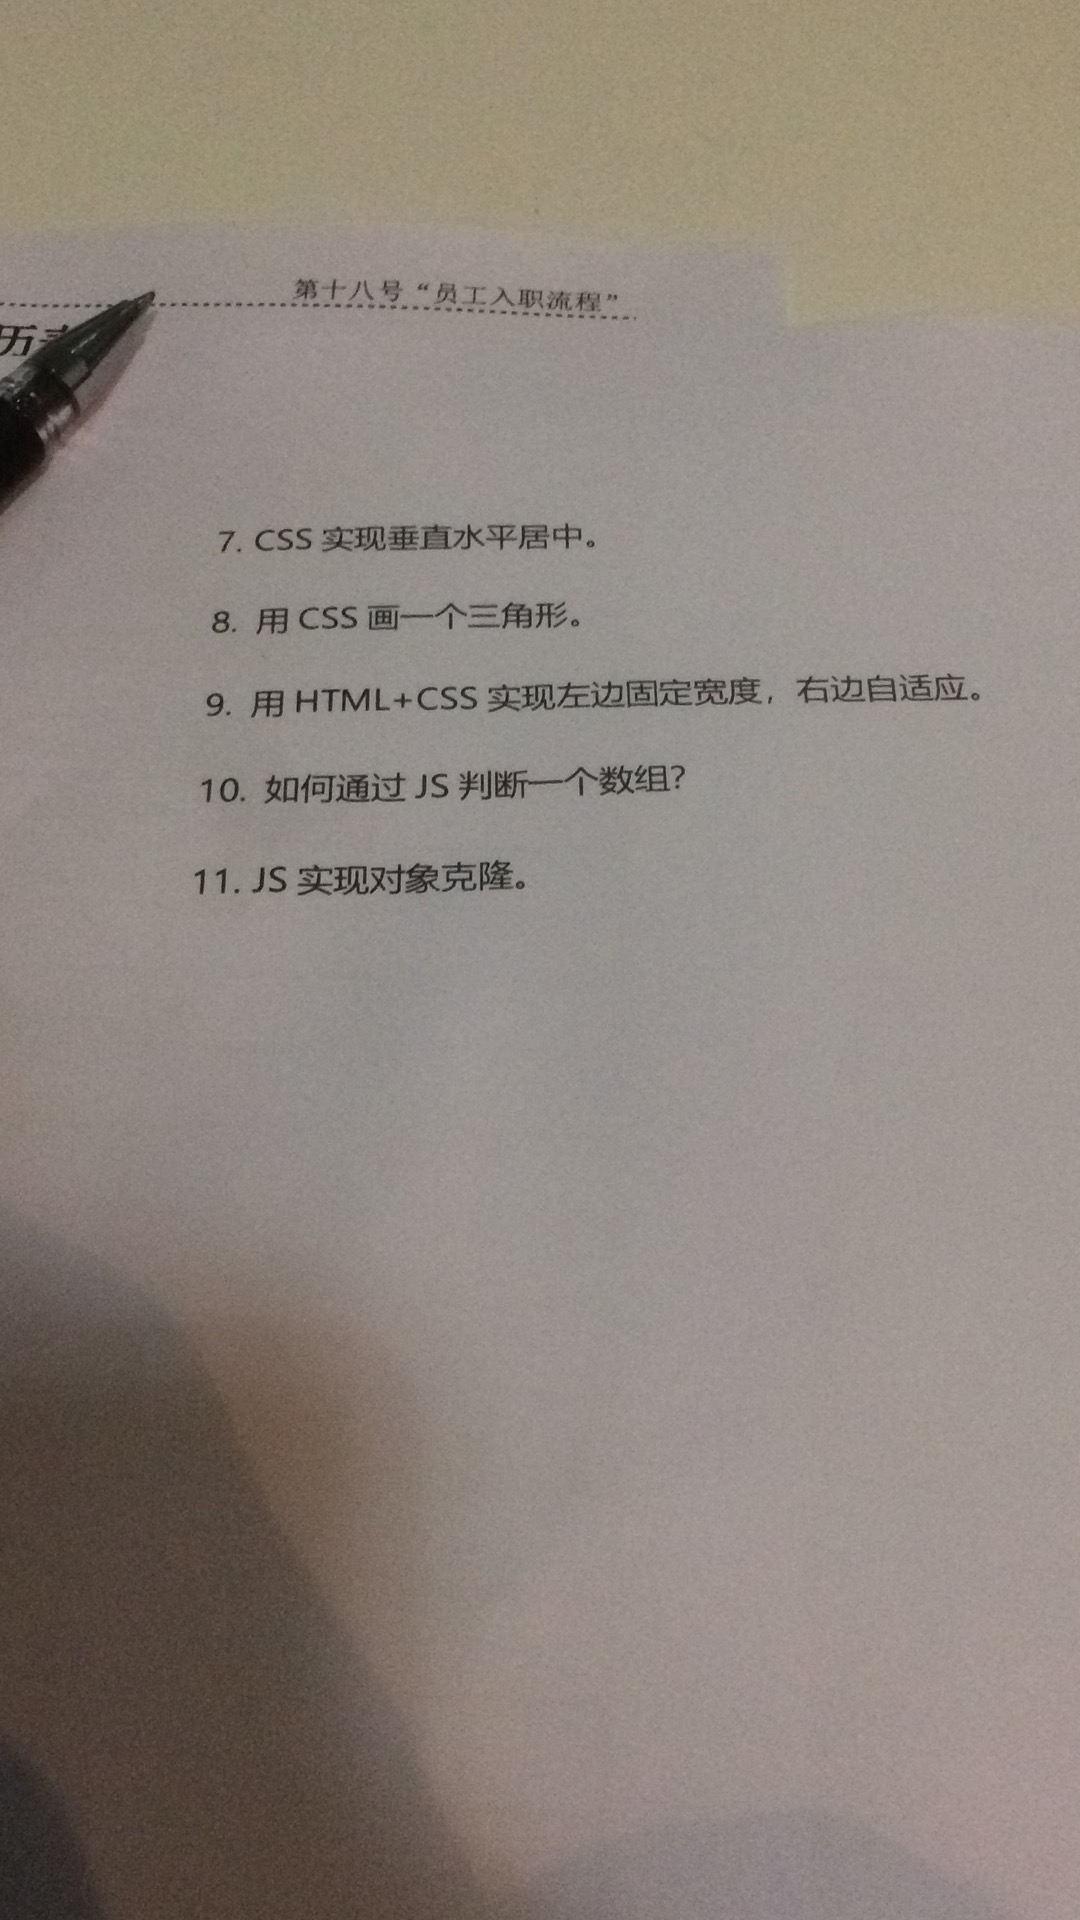 第十八号“员工入职流程”
历
7. CSS 实现垂直水平居中。
8. 用 CSS 画一个三角形。
9. 用 HTML+CSS 实现左边固定宽度，右边自适应。
10. 如何通过 JS 判断一个数组？
11. JS 实现对象克隆。